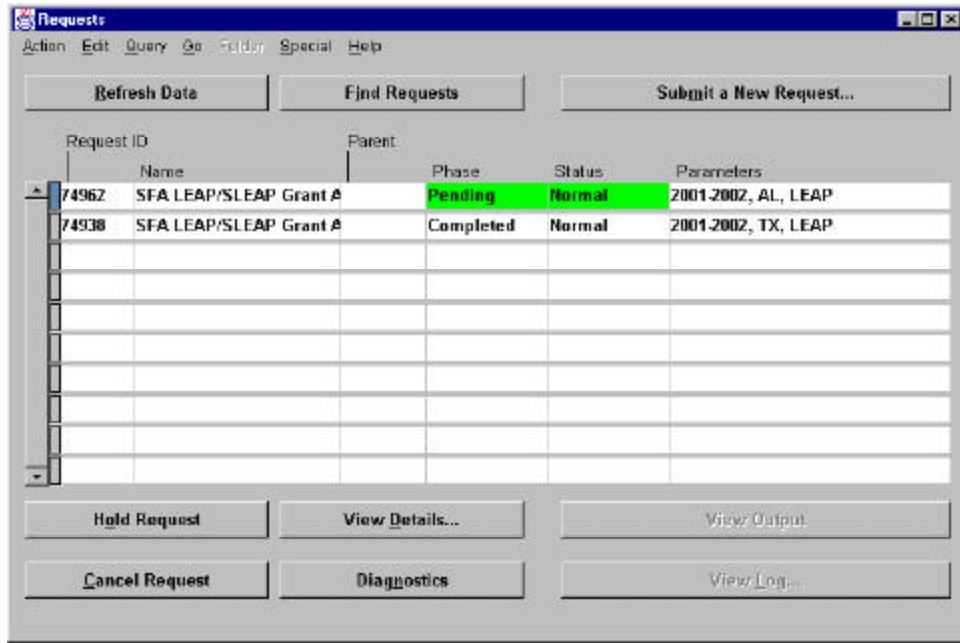 Requests
Action Edit Query Go Folder Special Help
Refresh Data Find Requests Submit a New Request...
Request ID Parent
Name Phase Status Parameters
74962 SFA LEAP/SLEAP Grant A Pending Normal 2001-2002, AL, LEAP
74938 SFA LEAP/SLEAP Grant A Completed Normal 2001-2002, TX, LEAP
Hold Request View Details... View Output
Cancel Request Diagnostics View Log...